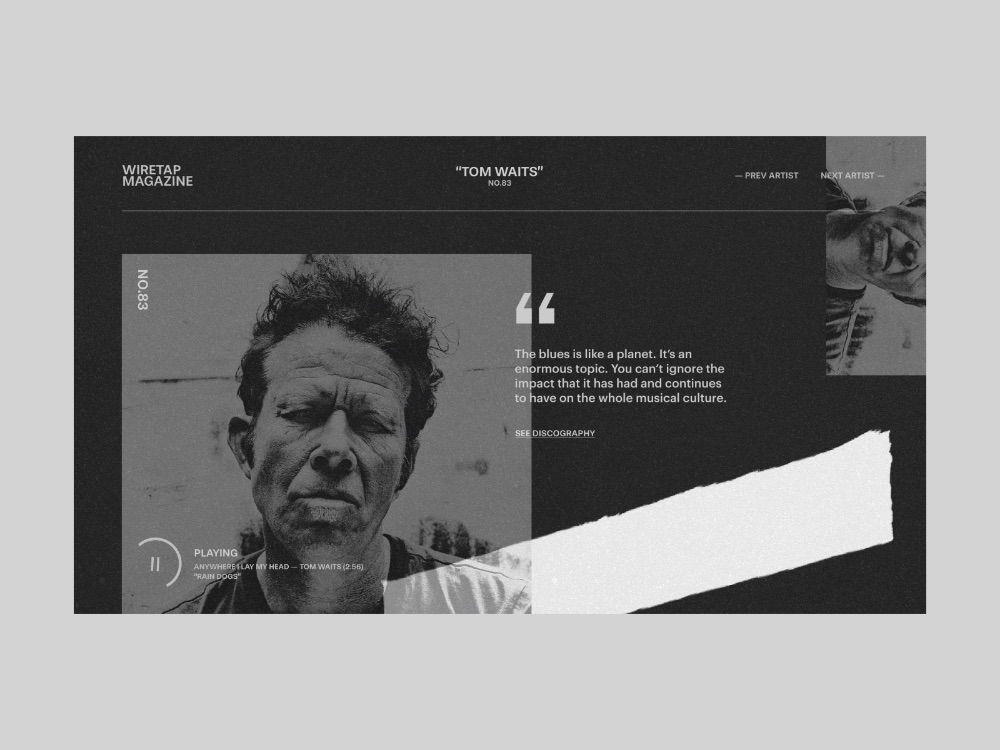 WIRETAP
MAGAZINE
“TOM WAITS”
NO.83
— PREV ARTIST
NEXT ARTIST —
NO.83
“
The blues is like a planet. It’s an
enormous topic. You can’t ignore the
impact that it has had and continues
to have on the whole musical culture.
SEE DISCOGRAPHY
PLAYING
ANYWHERE I LAY MY HEAD — TOM WAITS (2:56)
“RAIN DOGS”